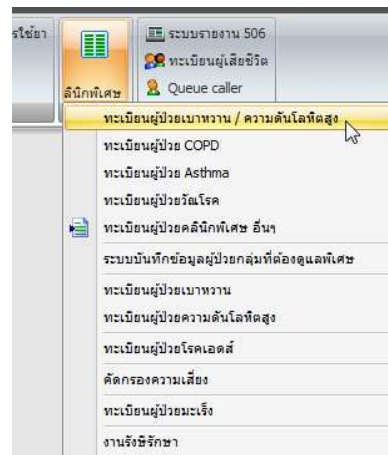 รใช้ยา
ระบบรายงาน 506
ทะเบียนผู้เสียชีวิต
ลินิกพิเศษ
Queue caller
ทะเบียนผู้ป่วยเบาหวาน / ความดันโลหิตสูง
ทะเบียนผู้ป่วย COPD
ทะเบียนผู้ป่วย Asthma
ทะเบียนผู้ป่วยวัณโรค
ทะเบียนผู้ป่วยคลินิกพิเศษ อื่นๆ
ระบบบันทึกข้อมูลผู้ป่วยกลุ่มที่ต้องดูแลพิเศษ
ทะเบียนผู้ป่วยเบาหวาน
ทะเบียนผู้ป่วยความดันโลหิตสูง
ทะเบียนผู้ป่วยโรคเอดส์
คัดกรองความเสี่ยง
ทะเบียนผู้ป่วยมะเร็ง
งานรังษีรักษา